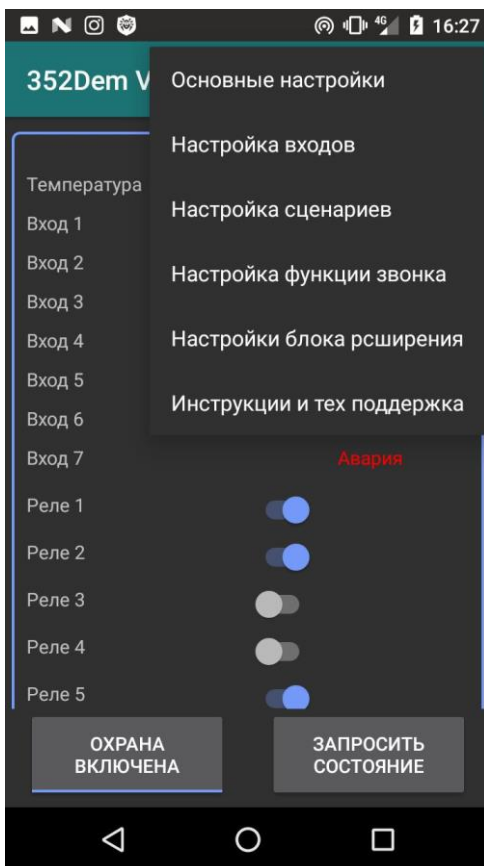 4G 16:27
352Dem V
Основные настройки
Настройка входов
Настройка сценариев
Настройка функции звонка
Настройки блока рсширения
Инструкции и тех поддержка
Температура
Вход 1
Вход 2
Вход 3
Вход 4
Вход 5
Вход 6
Вход 7 Авария
Реле 1
Реле 2
Реле 3
Реле 4
Реле 5
ОХРАНА
ВКЛЮЧЕНА
ЗАПРОСИТЬ
СОСТОЯНИЕ